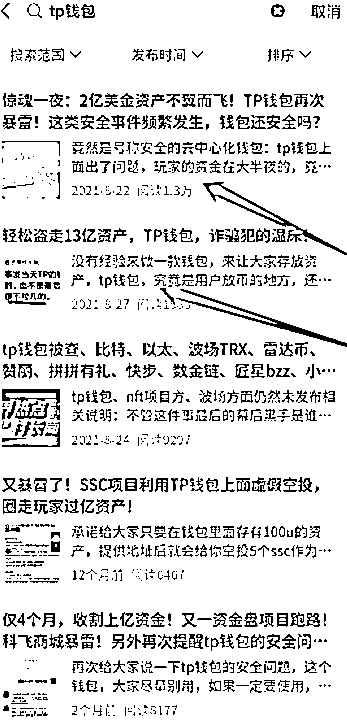 tp钱包
取消
搜索范围
发布时间
排序
惊魂一夜：2亿美金资产不翼而飞！TP钱包再次
暴雷！这类安全事件频繁发生，钱包还安全吗？
竟然是号称安全的去中心化钱包：tp钱包上
面出了问题，玩家的资金在大半夜的，竟…
2021-8-22 阅读1.3万
轻松盗走13亿资产，TP钱包，诈骗犯的温床？
没有经验来做一款钱包，来让大家存放资
产，tp钱包，究竟是用户放币的地方，还…
2021-8-27
tp钱包被查、比特、以太、波场TRX、雷达币、
赞丽、拼拼有礼、快步、数金链、匠星bzz、小…
tp钱包、nft项目方、波场方面仍然未发布相
关说明：不管这件事最后的幕后黑手是谁…
2021-8-24 阅读9297
又暴雷了！SSC项目利用TP钱包上面虚假空投，
圈走玩家过亿资产！
承诺给大家只要在钱包里面存有100u的资
产，提供地址后就会给你空投5个ssc作为…
12个月前 阅读6467
仅4个月，收割上亿资金！又一资金盘项目跑路！
科飞商城暴雷！另外再次提醒tp钱包的安全问…
再次给大家说一下tp钱包的安全问题，这个
钱包，大家尽量别用，如果一定要使用，…
2个月前 阅读8177